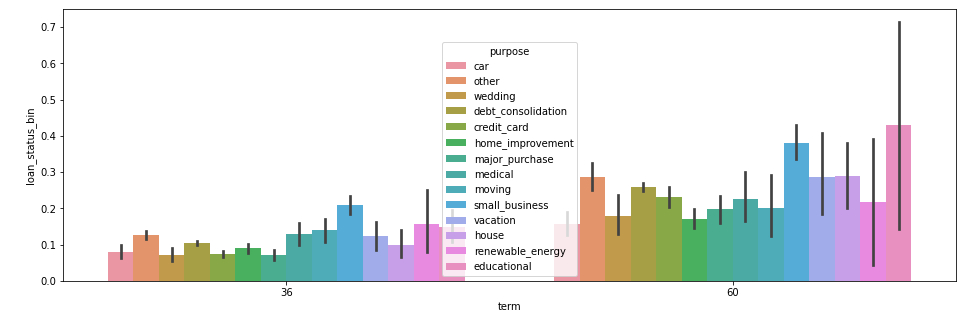 0.7
0.6
0.5
0.4
0.3
0.2
0.1
0.0
loan_status_bin
purpose
car
other
wedding
debt_consolidation
credit_card
home_improvement
major_purchase
medical
moving
small_business
vacation
house
renewable_energy
educational
36
60
term